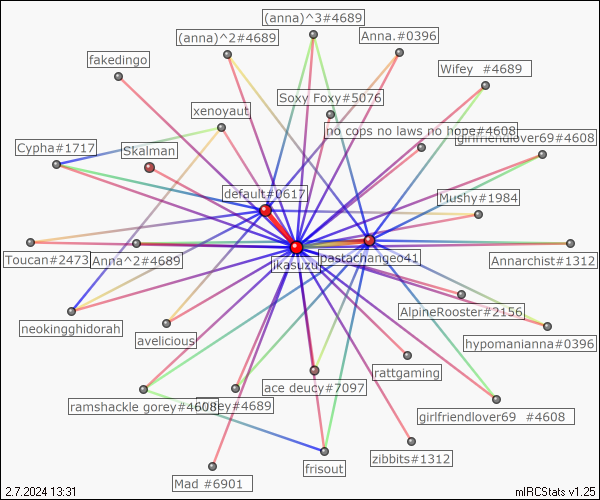 (anna)^3#4689
(anna)^2#4689
Anna.#0396
fakedingo
Wifey #4689
Soxy Foxy#5076
xenoyaut
no cops no laws no hope#4608
girlfriendlover69#4608
Cypha#1717
Skalman
default#0617
Mushy#1984
Toucan#2473
Anna^2#4689
jkasuzu
pastachangeo41
Annarchist#1312
AlpineRooster#2156
neokingghidorah
avelicious
hypomanianna#0396
rattgaming
ace deucy#7097
ramshackle gorey#4608
#4689
girlfriendlover69 #4608
zibbits#1312
frisout
Mad #6901
2.7.2024 13:31
mIRCStats v1.25